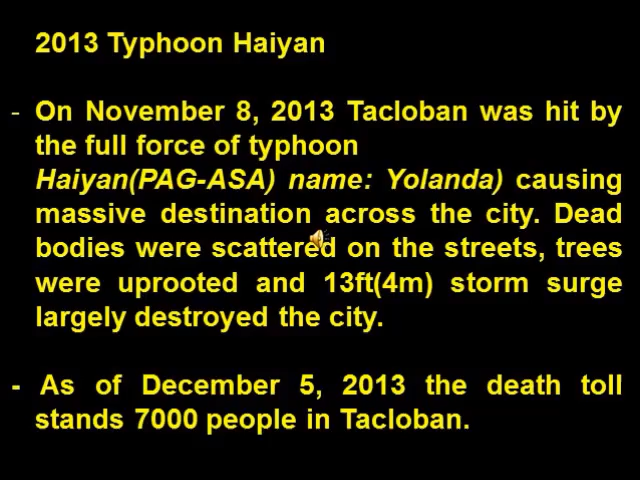 2013 Typhoon Haiyan
- On November 8, 2013 Tacloban was hit by
the full force of typhoon
Haiyan(PAG-ASA) name: Yolanda) causing
massive destination across the city. Dead
bodies were scattered on the streets, trees
were uprooted and 13ft(4m) storm surge
largely destroyed the city.
- As of December 5, 2013 the death toll
stands 7000 people in Tacloban.